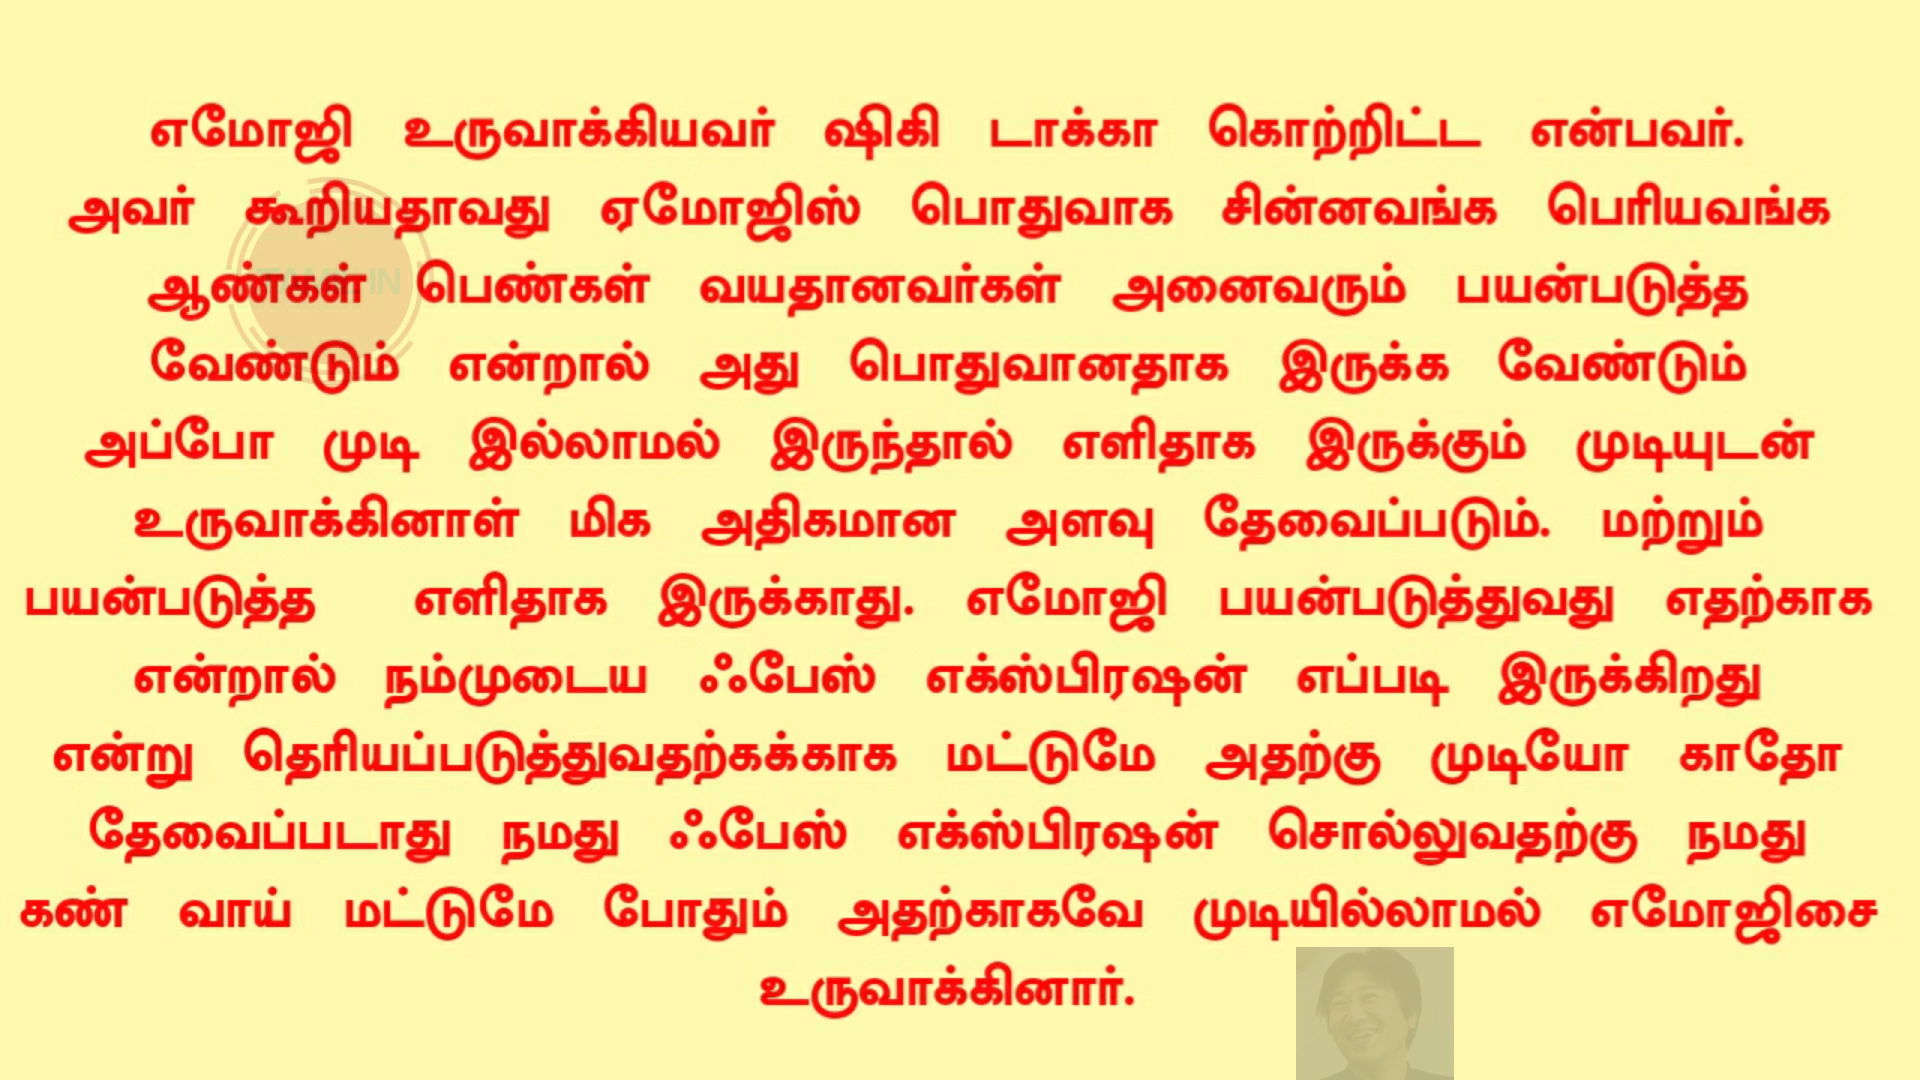 எமோஜி உருவாக்கியவர் ஷிகி டாக்கா கொற்றிட்ட என்பவர்.
அவர் கூறியதாவது ஏமோஜிஸ் பொதுவாக சின்னவங்க பெரியவங்க
ஆண்கள் பெண்கள் வயதானவர்கள் அனைவரும் பயன்படுத்த
வேண்டும் என்றால் அது பொதுவானதாக இருக்க வேண்டும்
அப்போ முடி இல்லாமல் இருந்தால் எளிதாக இருக்கும் முடியுடன்
உருவாக்கினாள் மிக அதிகமான அளவு தேவைப்படும். மற்றும்
பயன்படுத்த எளிதாக இருக்காது. எமோஜி பயன்படுத்துவது எதற்காக
என்றால் நம்முடைய ஃபேஸ் எக்ஸ்பிரஷன் எப்படி இருக்கிறது
என்று தெரியப்படுத்துவதற்கக்காக மட்டுமே அதற்கு முடியோ காதோ
தேவைப்படாது நமது ஃபேஸ் எக்ஸ்பிரஷன் சொல்லுவதற்கு நமது
கண் வாய் மட்டுமே போதும் அதற்காகவே முடியில்லாமல் எமோஜிசை
உருவாக்கினார்.